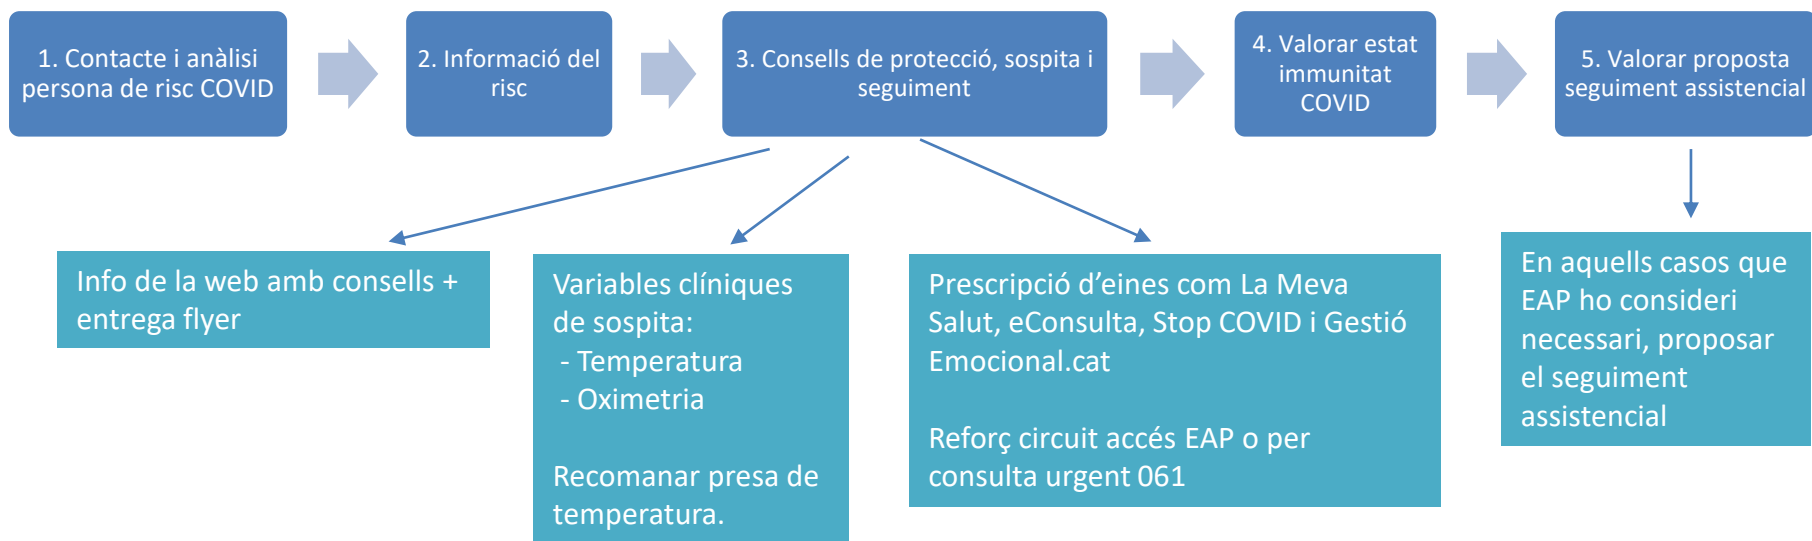 1. Contacte i anàlisi
persona de risc COVID
2. Informació del
risc
3. Consells de protecció, sospita i
seguiment
4. Valorar estat
immunitat
COVID
5. Valorar proposta
seguiment assistencial
Info de la web amb consells +
entrega flyer
Variables clíniques
de sospita:
- Temperatura
- Oximetria
Recomanar presa de
temperatura.
Prescripció d’eines com La Meva
Salut, eConsulta, Stop COVID i Gestió
Emocional.cat
Reforç circuit accés EAP o per
consulta urgent 061
En aquells casos que
EAP ho consideri
necessari, proposar
el seguiment
assistencial